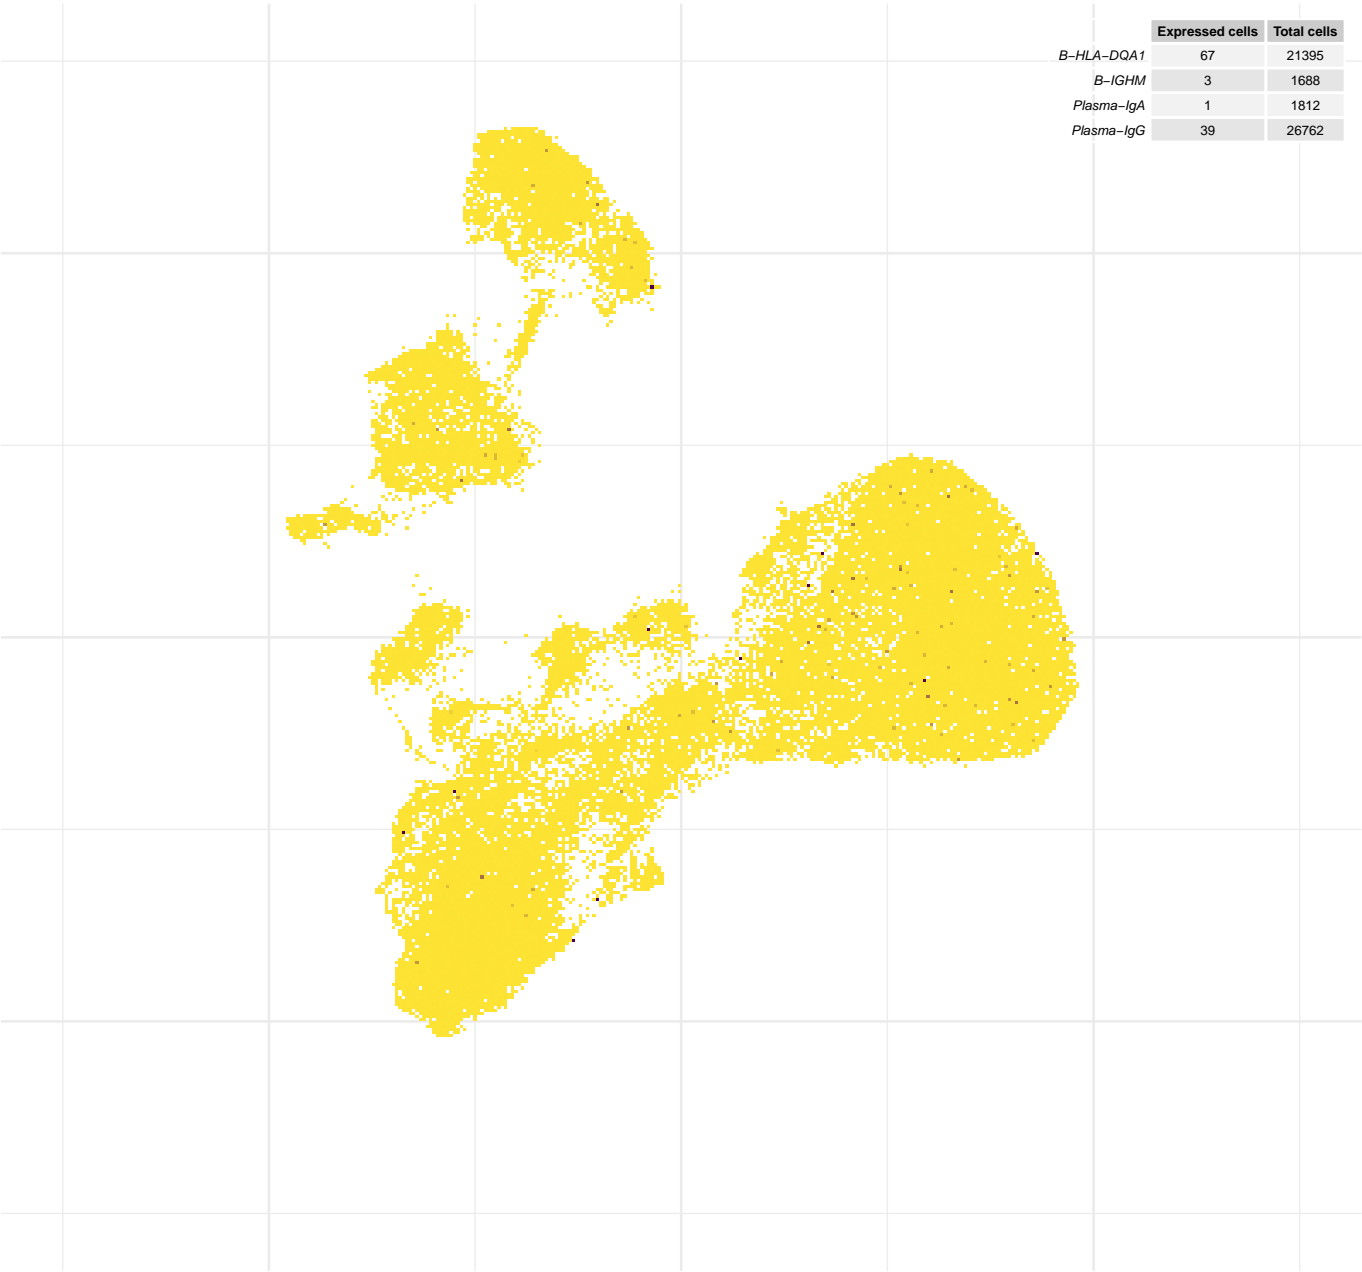 Expressed cells Total cells
B−HLA−DQA1 67 21395
B−IGHM 3 1688
Plasma−IgA 1 1812
Plasma−IgG 39 26762